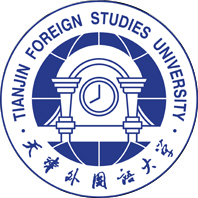 · TIANJIN FOREIGN STUDIES UNIVERSITY ·
天津外国语大学